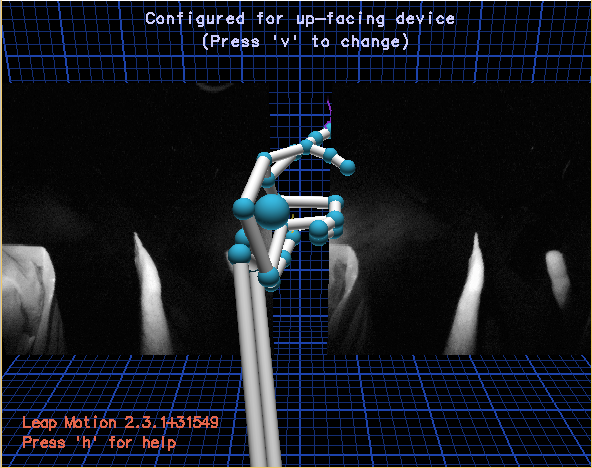 Configured for up-facing device
(Press 'v' to change)
Leap Motion 2.3.1+31549
Press 'h' for help